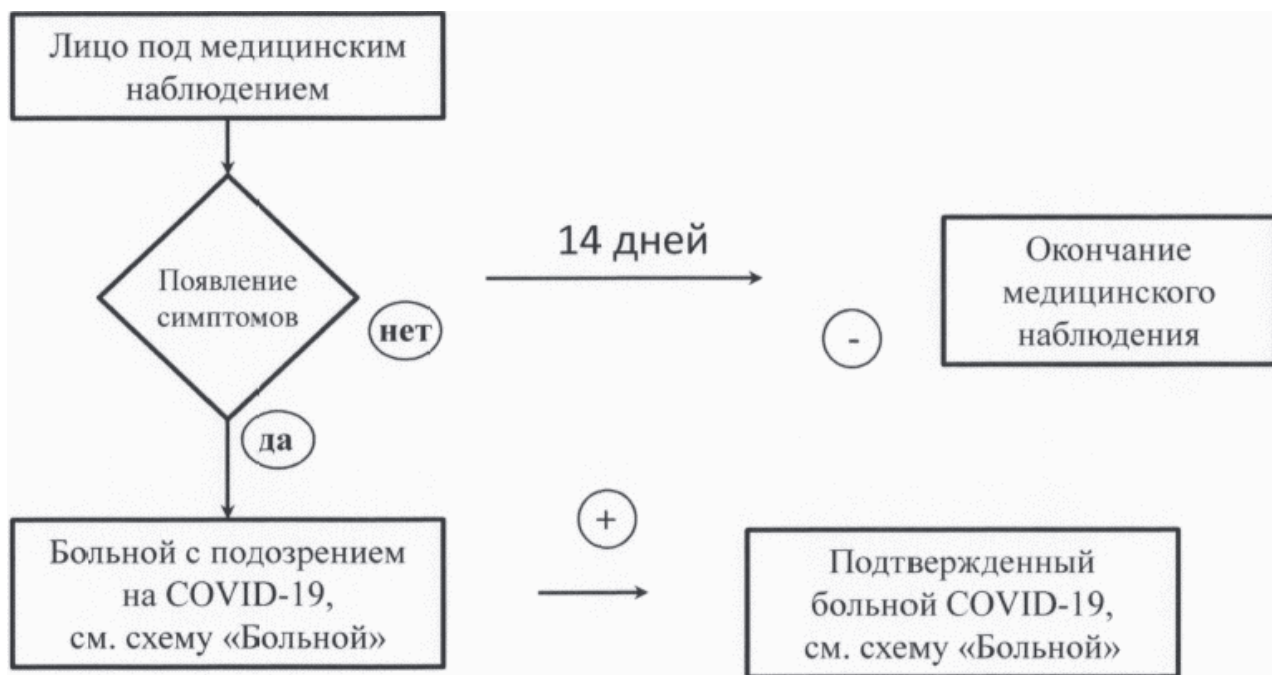 Лицо под медицинским
наблюдением
14 дней
Появление
симптомов
нет
Окончание
медицинского
наблюдения
-
да
+
Больной с подозрением
на COVID-19,
см. схему «Больной»
Подтвержденный
больной COVID-19,
см. схему «Больной»